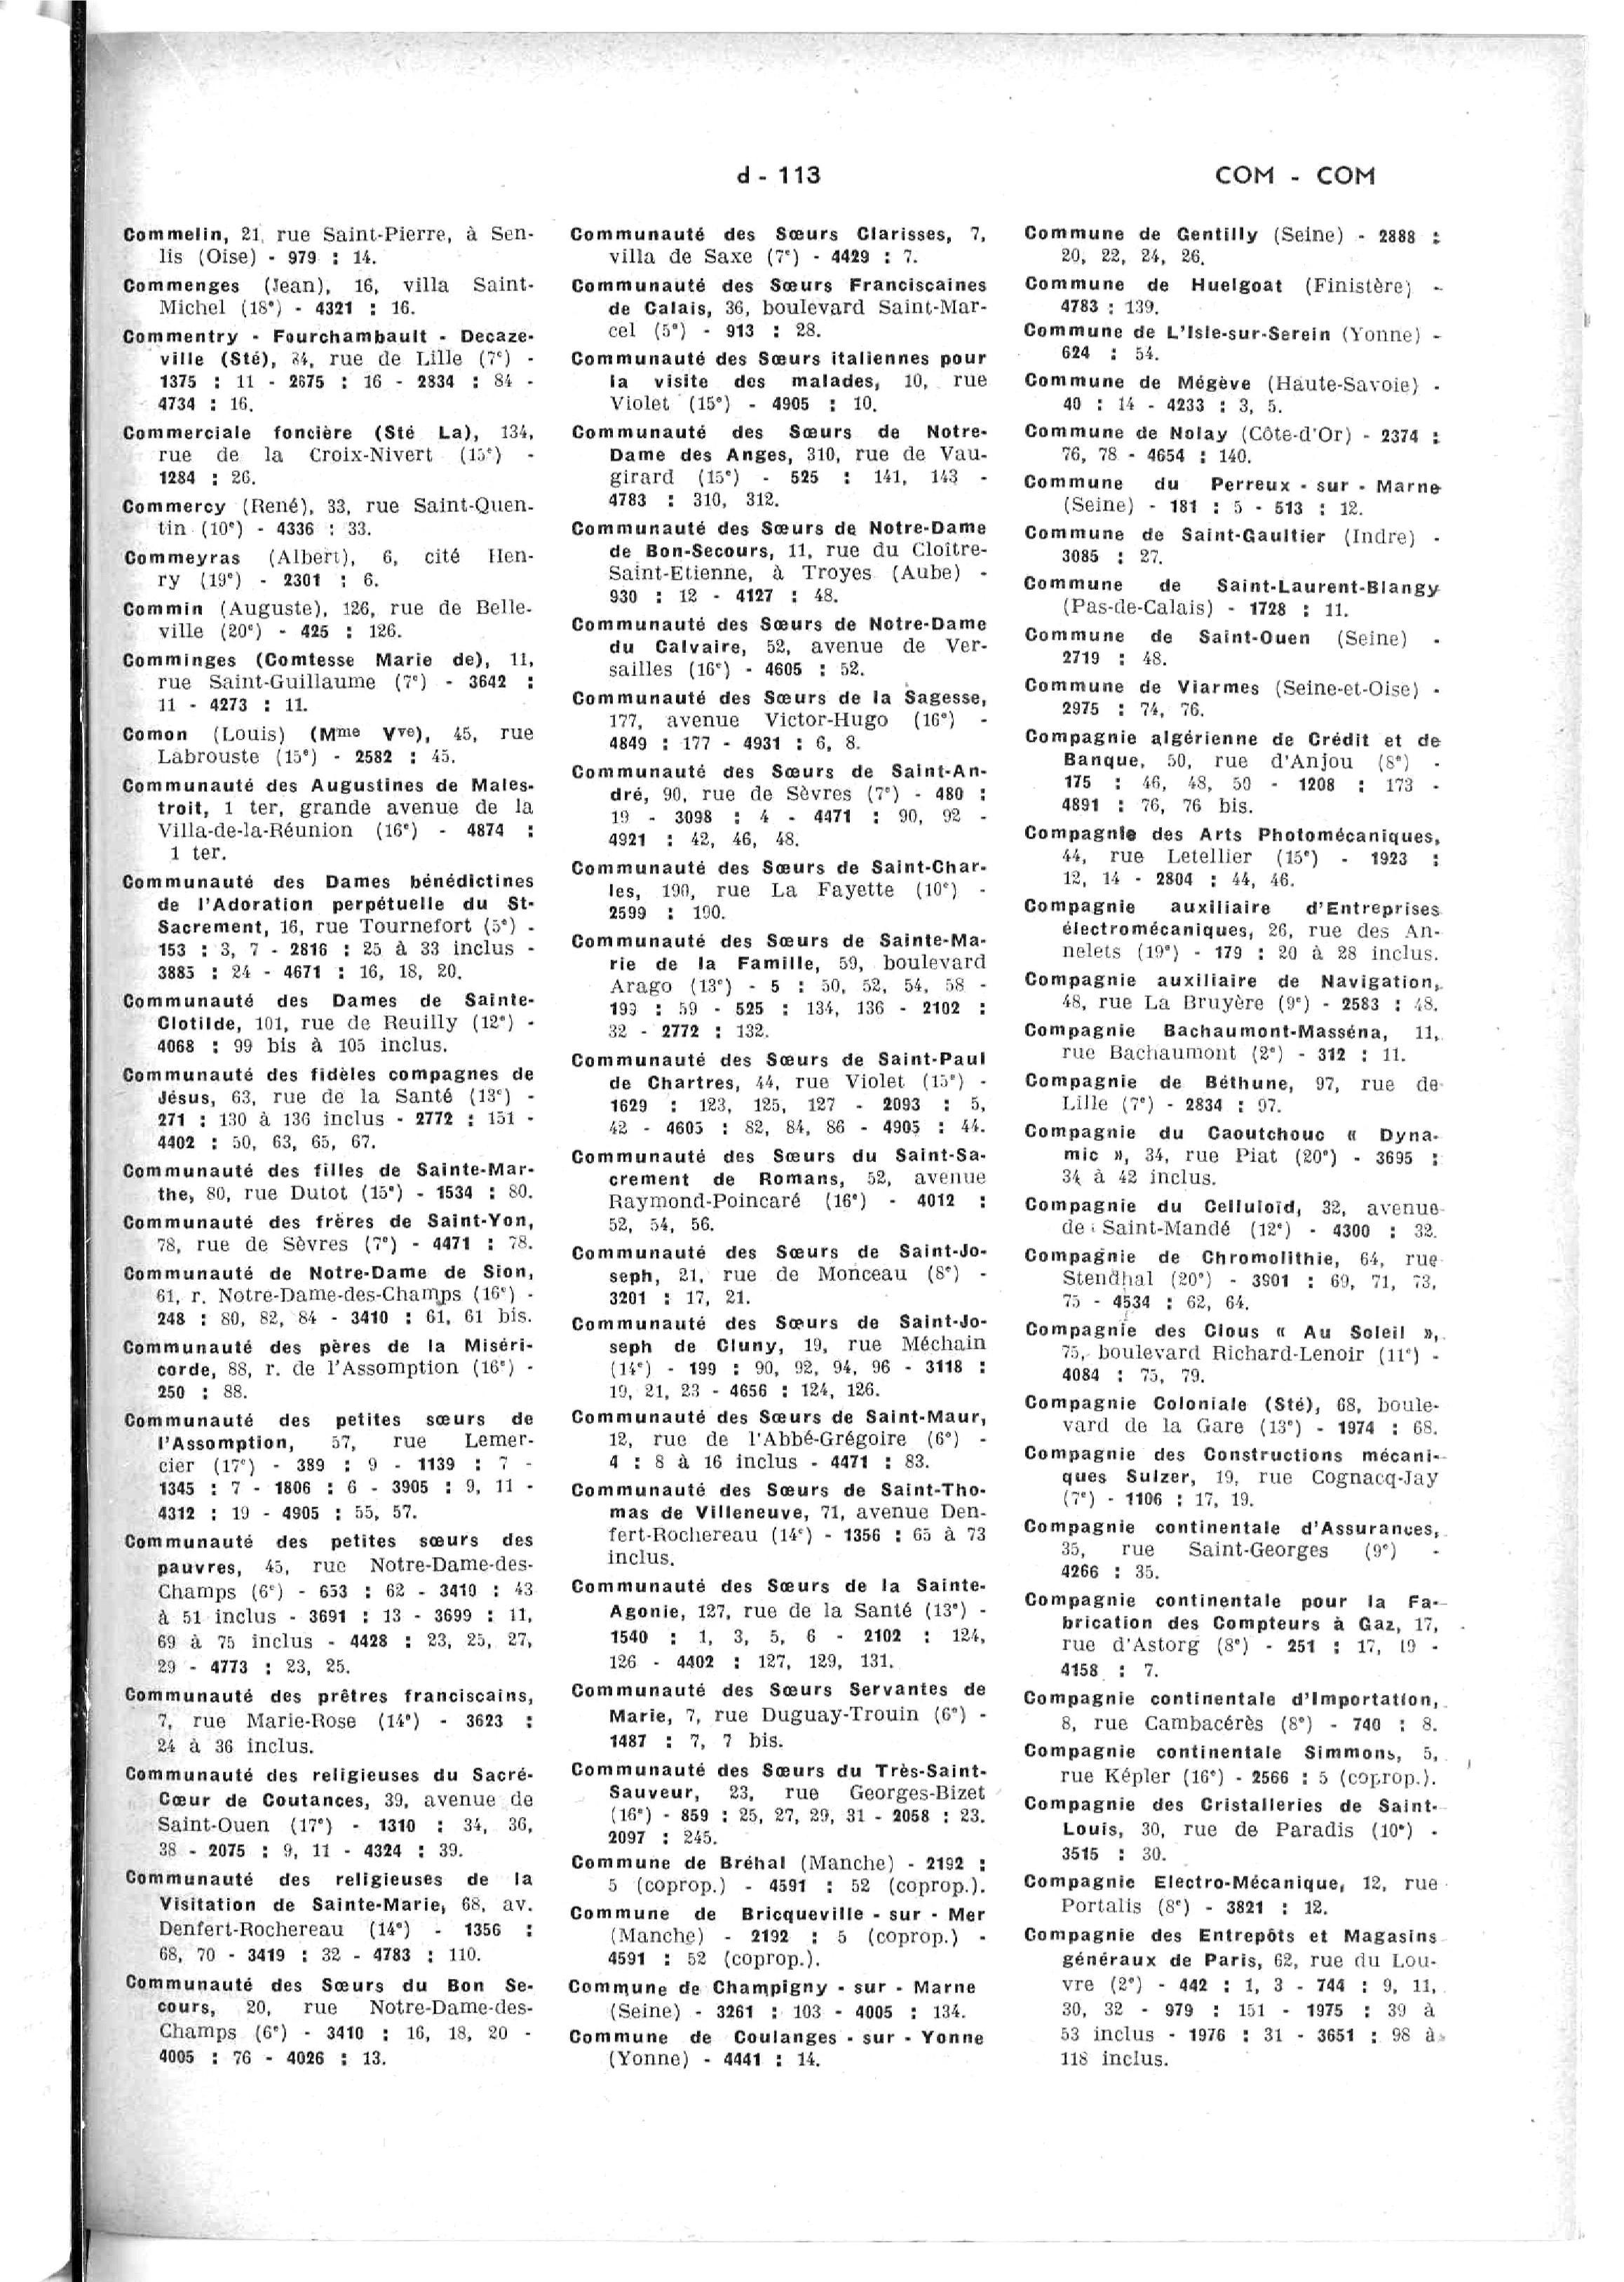 d - 113
COM - COM
Commelin, 21, rue Saint-Pierre, à Sen-
lis (Oise) - 979 : 14.
Commenges (Jean), 16, villa Saint-
Michel (18e) - 4321 : 16.
Commentry - Fourchambault - Decaze-
ville (Sté), 84, rue de Lille (7e) -
1375 : 11 - 2675 : 16 - 2834 : 84 -
4734 : 16.
Commerciale foncière (Sté La), 134,
rue de la Croix-Nivert (15e) -
1284 : 26.
Commercy (René), 33, rue Saint-Quen-
tin (10e) - 4336 : 33.
Commeyras (Albert), 6, cité Hen-
ry (19e) - 2301 : 6.
Commin (Auguste), 126, rue de Belle-
ville (20e) - 425 : 126.
Comminges (Comtesse Marie de), 11,
rue Saint-Guillaume (7e) - 3642 :
11 - 4273 : 11.
Comon (Louis) (Mme Vve), 45, rue
Labrouste (15e) - 2582 : 45.
Communauté des Augustines de Males-
troit, 1 ter, grande avenue de la
Villa-de-la-Réunion (16e) - 4874 :
1 ter.
Communauté des Dames bénédictines
de l'Adoration perpétuelle du St-
Sacrement, 16, rue Tournefort (5e) -
153 : 3, 7 - 2816 : 25 à 33 inclus -
3885 : 24 - 4671 : 16, 18, 20.
Communauté des Dames de Sainte-
Clotilde, 101, rue de Reuilly (12e) -
4068 : 99 bis à 105 inclus.
Communauté des fidèles compagnes de
Jésus, 63, rue de la Santé (13e) -
271 : 130 à 136 inclus - 2772 : 151 -
4402 : 50, 63, 65, 67.
Communauté des filles de Sainte-Mar-
the, 80, rue Dutot (15e) - 1534 : 80.
Communauté des frères de Saint-Yon,
78, rue de Sèvres (7e) - 4471 : 78.
Communauté de Notre-Dame de Sion,
61, r. Notre-Dame-des-Champs (16e) -
248 : 80, 82, 84 - 3410 : 61, 61 bis.
Communauté des pères de la Miséri-
corde, 88, r. de l'Assomption (16e) -
250 : 88.
Communauté des petites sœurs de
l'Assomption, 57, rue Lemer-
cier (17e) - 389 : 9 - 1139 : 7 -
1345 : 7 - 1806 : 6 - 3905 : 9, 11 -
4312 : 19 - 4905 : 55, 57.
Communauté des petites sœurs des
pauvres, 45, rue Notre-Dame-des-
Champs (6e) - 653 : 62 - 3410 : 43
à 51 inclus - 3691 : 13 - 3699 : 11,
69 à 75 inclus - 4428 : 23, 25, 27,
29 - 4773 : 23, 25.
Communauté des prêtres franciscains,
7, rue Marie-Rose (14e) - 3623 :
24 à 36 inclus.
Communauté des religieuses du Sacré-
Cœur de Coutances, 39, avenue de
Saint-Ouen (17e) - 1310 : 34, 36,
38 - 2075 : 9, 11 - 4324 : 39.
Communauté des religieuses de la
Visitation de Sainte-Marie, 68, av.
Denfert-Rochereau (14e) - 1356 :
68, 70 - 3419 : 32 - 4783 : 110.
Communauté des Sœurs du Bon Se-
cours, 20, rue Notre-Dame-des-
Champs (6e) - 3410 : 16, 18, 20 -
4005 : 76 - 4026 : 13.
Communauté des Sœurs Clarisses, 7,
villa de Saxe (7e) - 4429 : 7.
Communauté des Sœurs Franciscaines
de Calais, 36, boulevard Saint-Mar-
cel (5e) - 913 : 28.
Communauté des Sœurs italiennes pour
la visite des malades, 10, rue
Violet (15e) - 4905 : 10.
Communauté des Sœurs de Notre-
Dame des Anges, 310, rue de Vau-
girard (15e) - 525 : 141, 143 -
4783 : 310, 312.
Communauté des Sœurs de Notre-Dame
de Bon-Secours, 11, rue du Cloître-
Saint-Etienne, à Troyes (Aube) -
930 : 12 - 4127 : 48.
Communauté des Sœurs de Notre-Dame
du Calvaire, 52, avenue de Ver-
sailles (16e) - 4605 : 52.
Communauté des Sœurs de la Sagesse,
177, avenue Victor-Hugo (16e) -
4849 : 177 - 4931 : 6, 8.
Communauté des Sœurs de Saint-An-
dré, 90, rue de Sèvres (7e) - 480 :
19 - 3098 : 4 - 4471 : 90, 92 -
4921 : 42, 46, 48.
Communauté des Sœurs de Saint-Char-
les, 190, rue La Fayette (10e) -
2599 : 190.
Communauté des Sœurs de Sainte-Ma-
rie de la Famille, 59, boulevard
Arago (13e) - 5 : 50, 52, 54, 58 -
199 : 59 - 525 : 134, 136 - 2102 :
32 - 2772 : 132.
Communauté des Sœurs de Saint-Paul
de Chartres, 44, rue Violet (15e) -
1629 : 123, 125, 127 - 2093 : 5,
42 - 4605 : 82, 84, 86 - 4905 : 44.
Communauté des Sœurs du Saint-Sa-
crement de Romans, 52, avenue
Raymond-Poincaré (16e) - 4012 :
52, 54, 56.
Communauté des Sœurs de Saint-Jo-
seph, 21, rue de Monceau (8e) -
3201 : 17, 21.
Communauté des Sœurs de Saint-Jo-
seph de Cluny, 19, rue Méchain
(14e) - 199 : 90, 92, 94, 96 - 3118 :
19, 21, 23 - 4656 : 124, 126.
Communauté des Sœurs de Saint-Maur,
12, rue de l'Abbé-Grégoire (6e) -
4 : 8 à 16 inclus - 4471 : 83.
Communauté des Sœurs de Saint-Tho-
mas de Villeneuve, 71, avenue Den-
fert-Rochereau (14e) - 1356 : 65 à 73
inclus.
Communauté des Sœurs de la Sainte-
Agonie, 127, rue de la Santé (13e) -
1540 : 1, 3, 5, 6 - 2102 : 124,
126 - 4402 : 127, 129, 131.
Communauté des Sœurs Servantes de
Marie, 7, rue Duguay-Trouin (6e) -
1487 : 7, 7 bis.
Communauté des Sœurs du Très-Saint-
Sauveur, 23, rue Georges-Bizet
(16e) - 859 : 25, 27, 29, 31 - 2058 : 23.
2097 : 245.
Commune de Bréhal (Manche) - 2192 :
5 (coprop.) - 4591 : 52 (coprop.).
Commune de Bricqueville - sur - Mer
(Manche) - 2192 : 5 (coprop.) -
4591 : 52 (coprop.).
Commune de Champigny - sur - Marne
(Seine) - 3261 : 103 - 4005 : 134.
Commune de Coulanges - sur - Yonne
(Yonne) - 4441 : 14.
Commune de Gentilly (Seine) - 2888 :
20, 22, 24, 26.
Commune de Huelgoat (Finistère) -
4783 : 139.
Commune de L'Isle-sur-Serein (Yonne) -
624 : 54.
Commune de Mégève (Haute-Savoie) -
40 : 14 - 4233 : 3, 5.
Commune de Nolay (Côte-d'Or) - 2374 :
76, 78 - 4654 : 140.
Commune du Perreux - sur - Marne
(Seine) - 181 : 5 - 513 : 12.
Commune de Saint-Gaultier (Indre) -
3085 : 27.
Commune de Saint-Laurent-Blangy
(Pas-de-Calais) - 1728 : 11.
Commune de Saint-Ouen (Seine) -
2719 : 48.
Commune de Viarmes (Seine-et-Oise) -
2975 : 74, 76.
Compagnie algérienne de Crédit et de
Banque, 50, rue d'Anjou (8e) -
175 : 46, 48, 50 - 1208 : 173 -
4891 : 76, 76 bis.
Compagnie des Arts Photomécaniques,
44, rue Letellier (15e) - 1923 :
12, 14 - 2804 : 44, 46.
Compagnie auxiliaire d'Entreprises
électromécaniques, 26, rue des An-
nelets (19e) - 179 : 20 à 28 inclus.
Compagnie auxiliaire de Navigation,
48, rue La Bruyère (9e) - 2583 : 48.
Compagnie Bachaumont-Masséna, 11,
rue Bachaumont (2e) - 312 : 11.
Compagnie de Béthune, 97, rue de
Lille (7e) - 2834 : 97.
Compagnie du Caoutchouc « Dyna-
mic », 34, rue Piat (20e) - 3695 :
34 à 42 inclus.
Compagnie du Celluloïd, 32, avenue
de Saint-Mandé (12e) - 4300 : 32.
Compagnie de Chromolithie, 64, rue
Stendhal (20e) - 3901 : 69, 71, 73,
75 - 4534 : 62, 64.
Compagnie des Clous « Au Soleil »,
75, boulevard Richard-Lenoir (11e) -
4084 : 75, 79.
Compagnie Coloniale (Sté), 68, boule-
vard de la Gare (13e) - 1974 : 68.
Compagnie des Constructions mécani-
ques Sulzer, 19, rue Cognacq-Jay
(7e) - 1106 : 17, 19.
Compagnie continentale d'Assurances,
35, rue Saint-Georges (9e) -
4266 : 35.
Compagnie continentale pour la Fa-
brication des Compteurs à Gaz, 17,
rue d'Astorg (8e) - 251 : 17, 19 -
4158 : 7.
Compagnie continentale d'Importation,
8, rue Cambacérès (8e) - 740 : 8.
Compagnie continentale Simmons, 5,
rue Képler (16e) - 2566 : 5 (coprop.).
Compagnie des Cristalleries de Saint-
Louis, 30, rue de Paradis (10e) -
3515 : 30.
Compagnie Electro-Mécanique, 12, rue
Portalis (8e) - 3821 : 12.
Compagnie des Entrepôts et Magasins
généraux de Paris, 62, rue du Lou-
vre (2e) - 442 : 1, 3 - 744 : 9, 11,
30, 32 - 979 : 151 - 1975 : 39 à
53 inclus - 1976 : 31 - 3651 : 98 à
118 inclus.